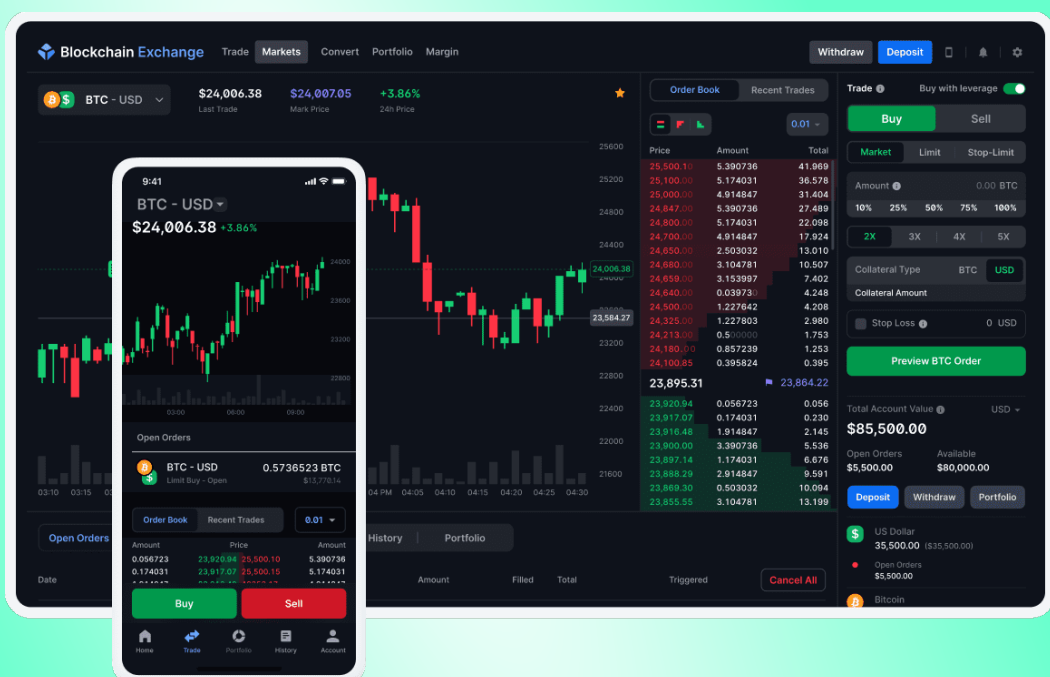 Blockchain Exchange
Trade Markets Convert Portfolio Margin
Withdraw Deposit
BTC - USD
$24,006.38 $24,007.05 +3.86%
Last Trade Mark Price 24h Price
25600
25200
24800
24400
24,006.38
23,584.27
23200
22800
22400
22000
21600
03:10 03:15 04 PM 04:05 04:10 04:15 04:20 04:25 04:30
Open Orders History Portfolio
Date Amount Filled Total Triggered Cancel All
Order Book Recent Trades
0.01
Price Amount Total
25,500.10 5.390736 41.969
25,100.00 5.174031 36.578
25,000.00 4.914847 31.404
24,847.00 5.390736 27.489
24,800.00 5.174031 22.098
24,700.00 4.914847 17.924
24,650.00 2.503032 13.010
24,680.00 3.104781 10.507
24,659.00 3.153997 7.402
24,640.00 0.039730 4.248
24,500.00 1.227642 4.208
24,325.00 1.227803 2.980
24,213.00 0.5000000 1.753
24,180.00 0.857239 1.253
24,100,85 0.395824 0.395
23,895.31 23,864.22
23,920.94 0.056723 0.056
23,917.07 0.174031 0.230
23,916.48 1.914847 2.145
23,900.00 3.390736 5.536
23,897.14 1.174031 6.676
23,888.29 2.914847 9.591
23,869.30 0.503032 10.094
23,855.55 3.104781 13.199
Trade Buy with leverage
Buy Sell
Market Limit Stop-Limit
Amount 0.00 BTC
10% 25% 50% 75% 100%
2X 3X 4X 5X
Collateral Type BTC USD
Collateral Amount
Stop Loss 0 USD
Preview BTC Order
Total Account Value USD
$85,500.00
Open Orders Available
$5,500.00 $80,000.00
Deposit Withdraw Portfolio
US Dollar
35,500.00 ($35,500.00)
Open Orders
$5,500.00
Bitcoin
9:41
BTC - USD
$24,006.38 +3.86%
24000
23600
23200
22800
03:00 06:00 09:00
Open Orders
BTC - USD 0.5736523 BTC
Limit Buy - Open $13,770.14
Order Book Recent Trades 0.01
Amount Price Amount
0.056723 23,920.94 25,500.10 5.390736
0.174031 23,917.07 25,500.15 5.174031
Buy Sell
Home Trade Portfolio History Account